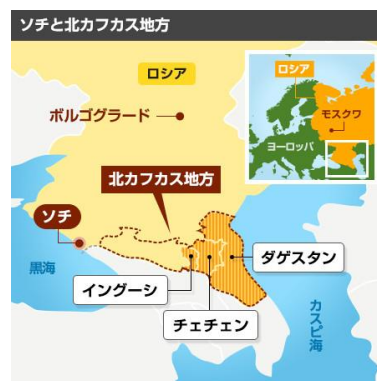 ソチと北カフカス地方
ロシア
ロシア
モスクワ
ヨーロッパ
ボルゴグラード
北カフカス地方
ソチ
黒海
イングーシ
チェチェン
ダゲスタン
カスピ海